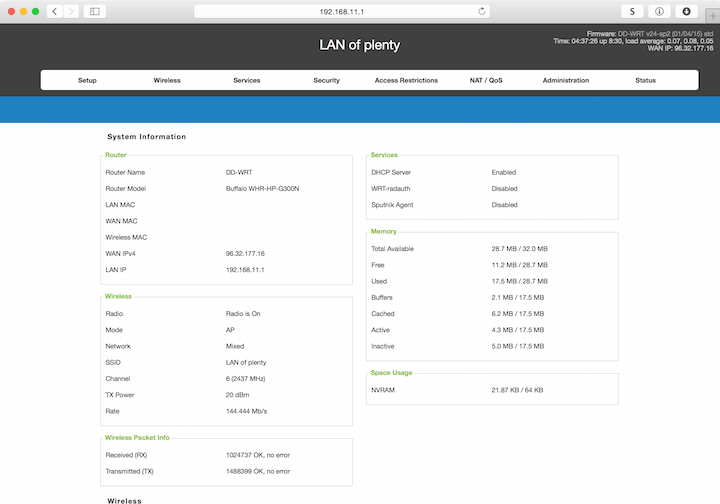 192.168.11.1
S
Firmware: DD-WRT v24-sp2 (01/04/15) std
Time: 04:37:26 up 8:30, load average: 0.07, 0.08, 0.05
WAN IP: 96.32.177.16
LAN of plenty
Setup Wireless Services Security Access Restrictions NAT / QoS Administration Status
System Information
Router
Router Name DD-WRT
Router Model Buffalo WHR-HP-G300N
LAN MAC
WAN MAC
Wireless MAC
WAN IPv4 96.32.177.16
LAN IP 192.168.11.1
Wireless
Radio Radio is On
Mode AP
Network Mixed
SSID LAN of plenty
Channel 6 (2437 MHz)
TX Power 20 dBm
Rate 144.444 Mb/s
Wireless Packet Info
Received (RX) 1024737 OK, no error
Transmitted (TX) 1488399 OK, no error
Services
DHCP Server Enabled
WRT-radauth Disabled
Sputnik Agent Disabled
Memory
Total Available 28.7 MB / 32.0 MB
Free 11.2 MB / 28.7 MB
Used 17.5 MB / 28.7 MB
Buffers 2.1 MB / 17.5 MB
Cached 6.2 MB / 17.5 MB
Active 4.3 MB / 17.5 MB
Inactive 5.0 MB / 17.5 MB
Space Usage
NVRAM 21.87 KB / 64 KB
Wireless